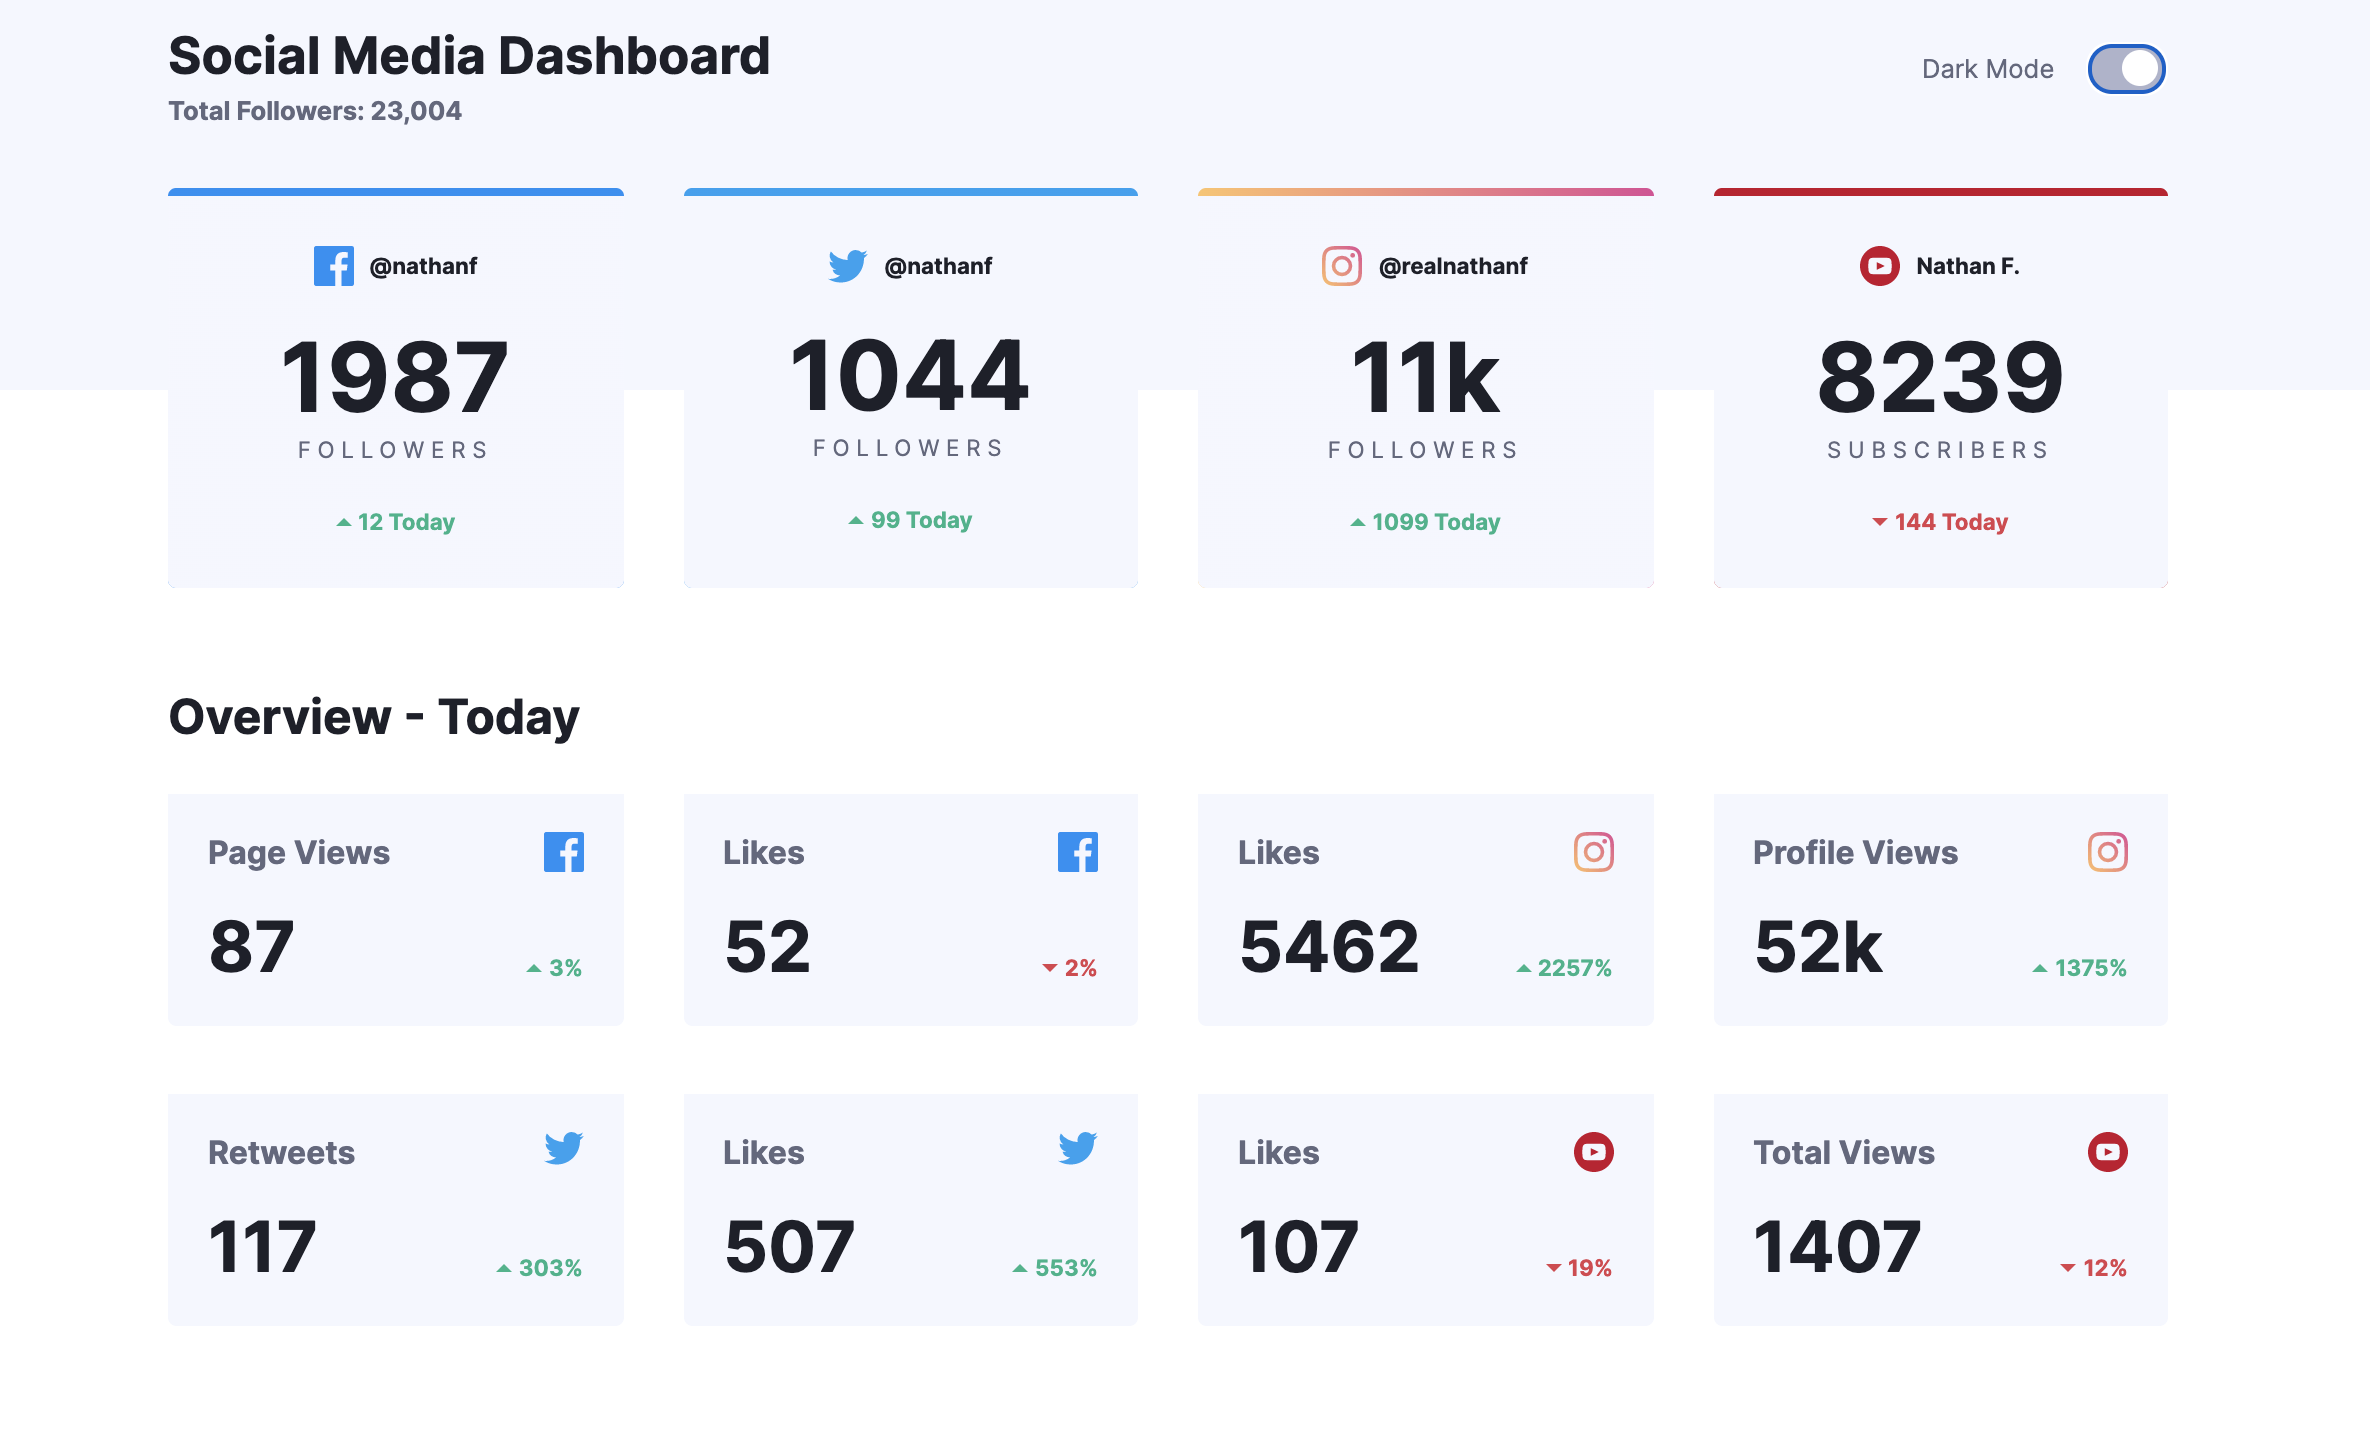 Social Media Dashboard
Dark Mode
Total Followers: 23,004
@nathanf
1987
FOLLOWERS
12 Today
@nathanf
1044
FOLLOWERS
99 Today
@realnathanf
11k
FOLLOWERS
1099 Today
Nathan F.
8239
SUBSCRIBERS
144 Today
Overview - Today
Page Views
87
3%
Likes
52
2%
Likes
5462
2257%
Profile Views
52k
1375%
Retweets
117
303%
Likes
507
553%
Likes
107
19%
Total Views
1407
12%